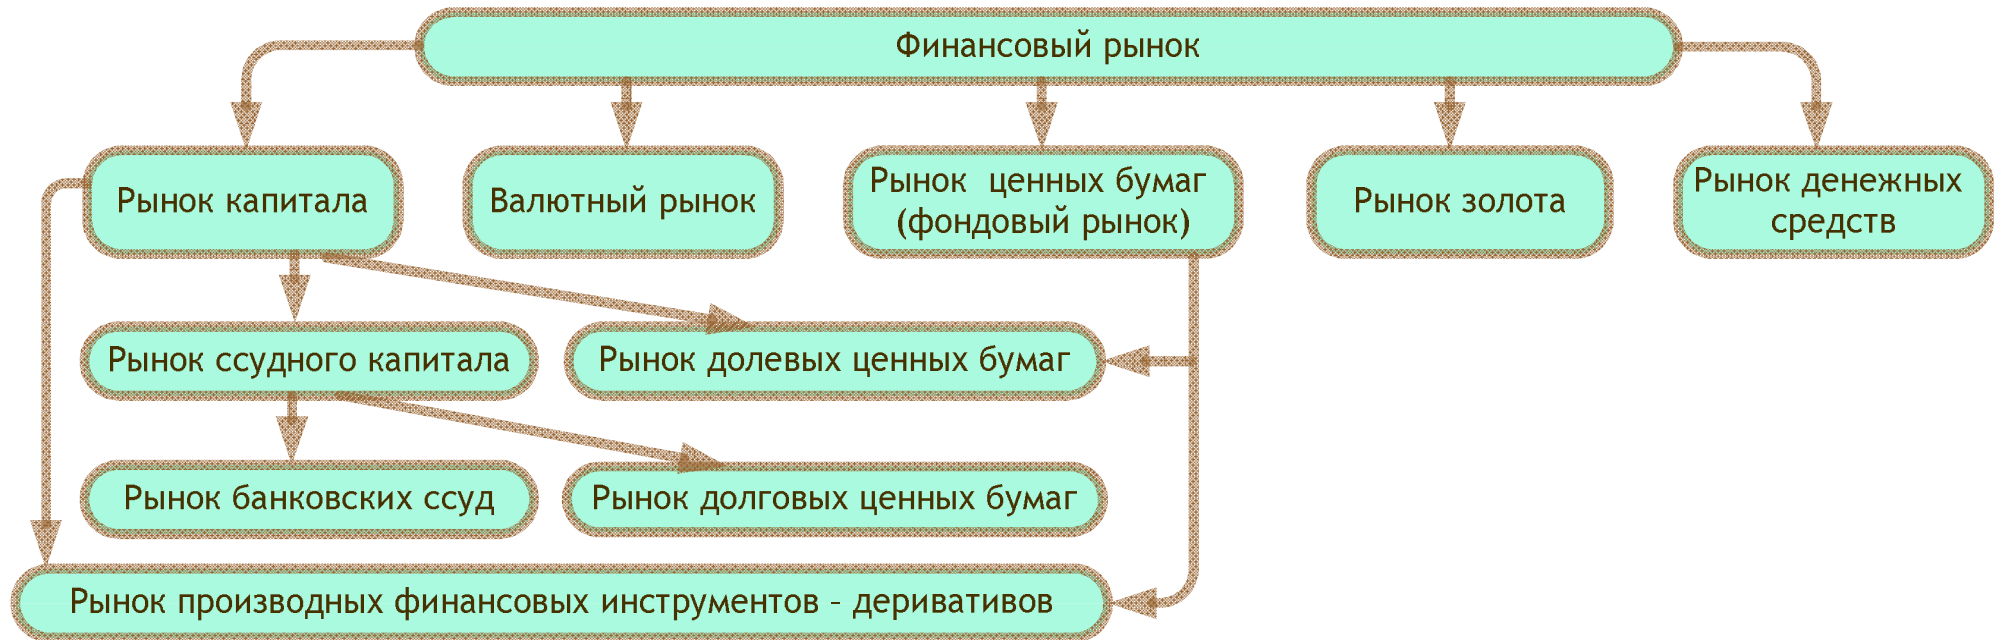 Финансовый рынок
Рынок капитала
Валютный рынок
Рынок ценных бумаг
(фондовый рынок)
Рынок золота
Рынок денежных
средств
Рынок ссудного капитала
Рынок долевых ценных бумаг
Рынок банковских ссуд
Рынок долговых ценных бумаг
Рынок производных финансовых инструментов – деривативов